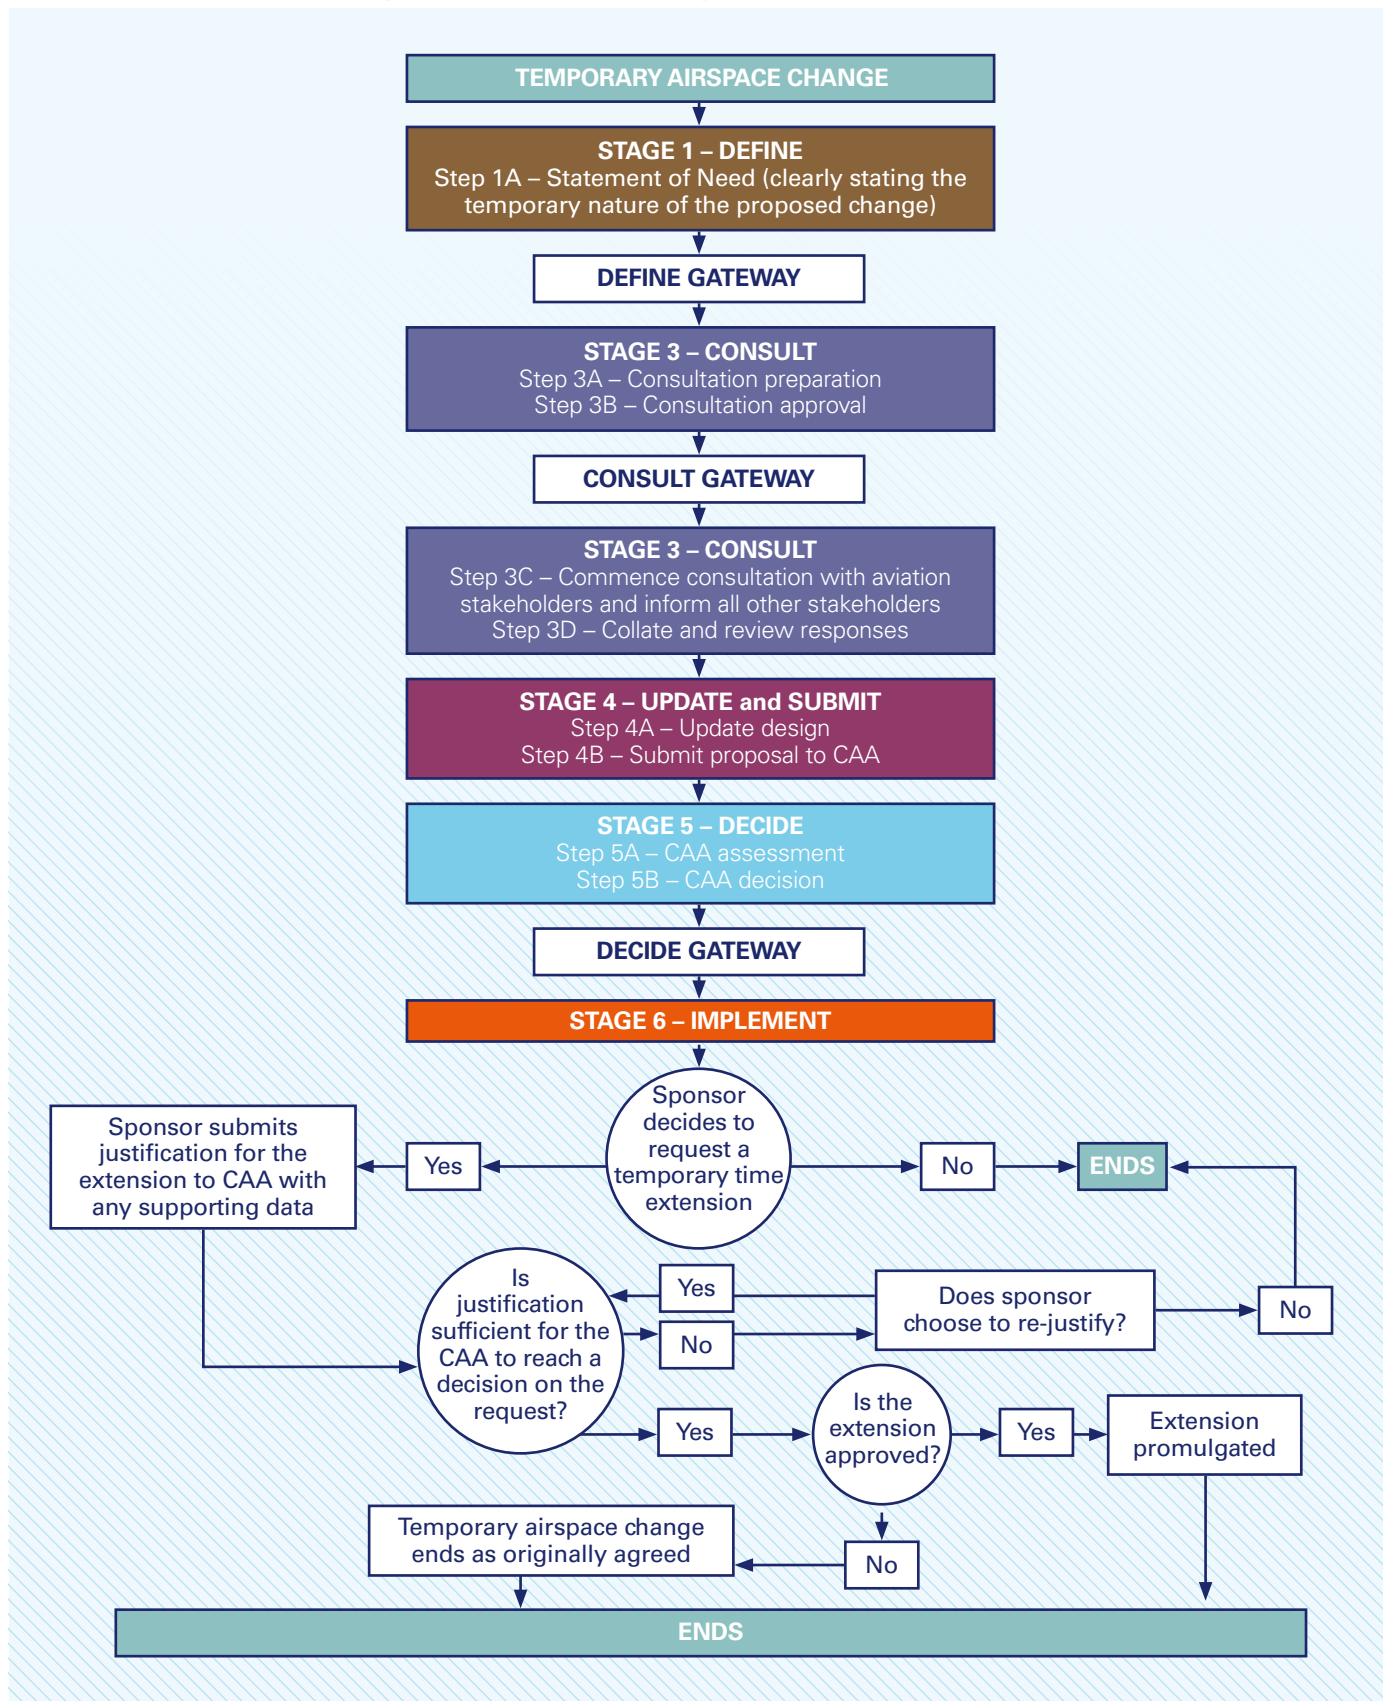 TEMPORARY AIRSPACE CHANGE
STAGE 1 – DEFINE
Step 1A – Statement of Need (clearly stating the
temporary nature of the proposed change)
DEFINE GATEWAY
STAGE 3 – CONSULT
Step 3A – Consultation preparation
Step 3B – Consultation approval
CONSULT GATEWAY
STAGE 3 – CONSULT
Step 3C – Commence consultation with aviation
stakeholders and inform all other stakeholders
Step 3D – Collate and review responses
STAGE 4 – UPDATE and SUBMIT
Step 4A – Update design
Step 4B – Submit proposal to CAA
STAGE 5 – DECIDE
Step 5A – CAA assessment
Step 5B – CAA decision
DECIDE GATEWAY
STAGE 6 – IMPLEMENT
Sponsor
decides to
request a
temporary time
extension
Yes
Sponsor submits
justification for the
extension to CAA with
any supporting data
No
ENDS
Is
justification
sufficient for the
CAA to reach a
decision on the
request?
Yes
No
Does sponsor
choose to re-justify?
No
Yes
Is the
extension
approved?
Yes
Extension
promulgated
No
Temporary airspace change
ends as originally agreed
ENDS